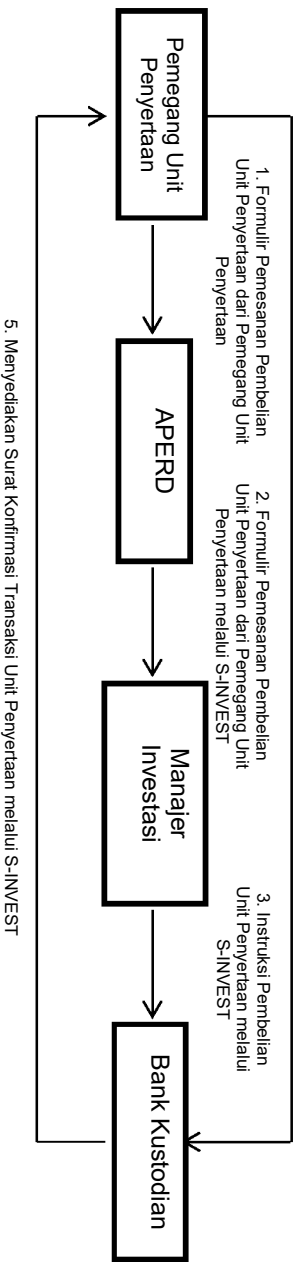 1. Formulir Pemesanan Pembelian
Unit Penyertaan dari Pemegang Unit
Penyertaan
2. Formulir Pemesanan Pembelian
Unit Penyertaan dari Pemegang Unit
Penyertaan melalui S-INVEST
3. Instruksi Pembelian
Unit Penyertaan melalui
S-INVEST
Pemegang Unit
Penyertaan
APERD
Manajer
Investasi
Bank Kustodian
5. Menyediakan Surat Konfirmasi Transaksi Unit Penyertaan melalui S-INVEST